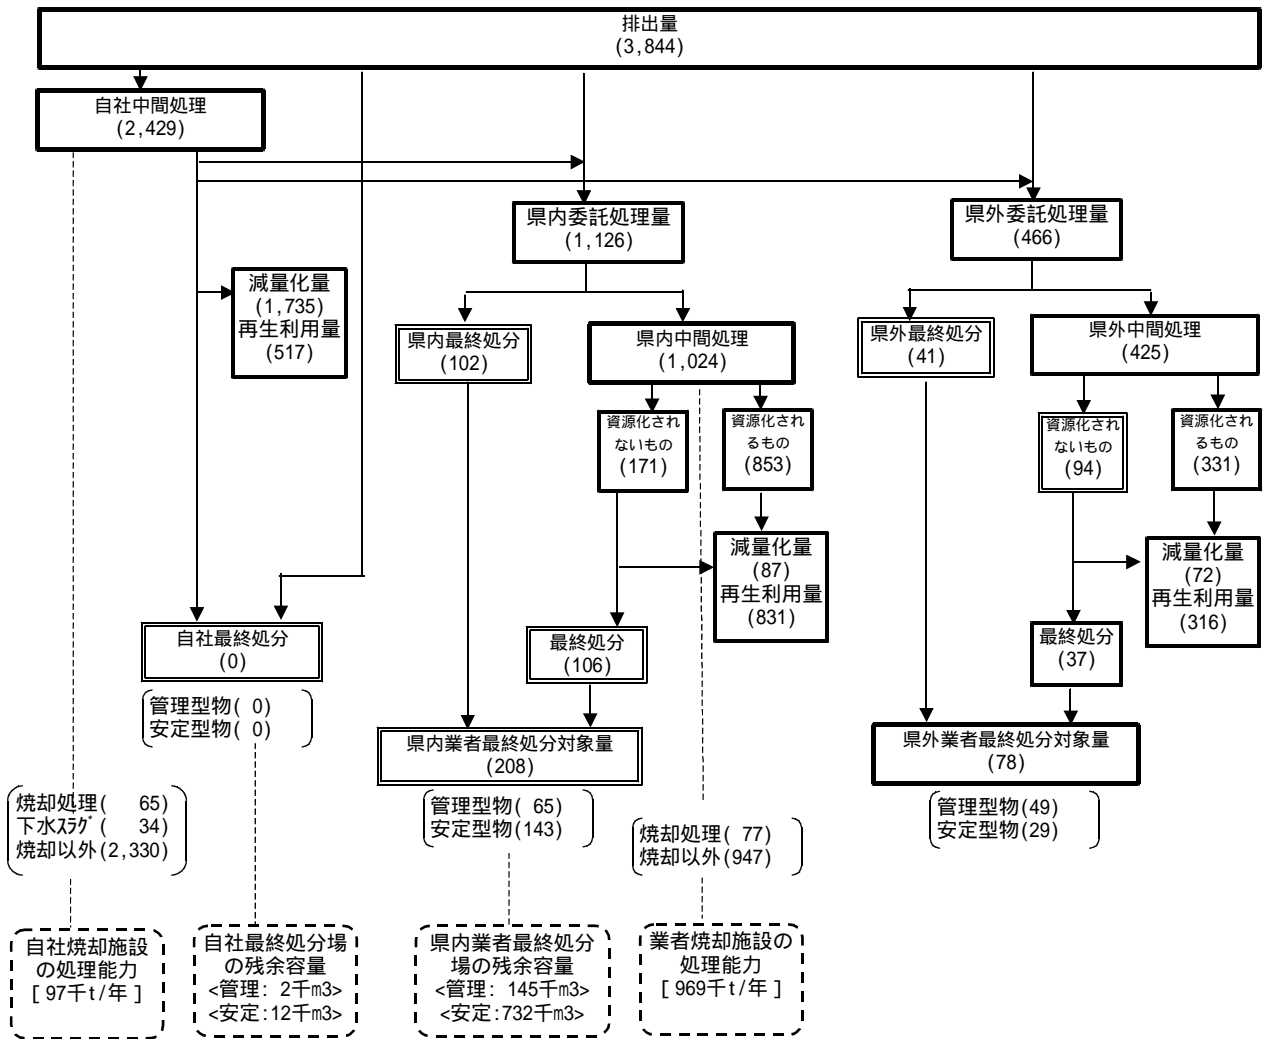 排出量
(3,844)
自社中間処理
(2,429)
県内委託処理量
(1,126)
県外委託処理量
(466)
減量化量
(1,735)
再生利用量
(517)
県内最終処分
(102)
県内中間処理
(1,024)
県外最終処分
(41)
県外中間処理
(425)
資源化され
ないもの
(171)
資源化され
るもの
(853)
資源化され
ないもの
(94)
資源化され
るもの
(331)
減量化量
(87)
再生利用量
(831)
減量化量
(72)
再生利用量
(316)
自社最終処分
(0)
最終処分
(106)
最終処分
(37)
管理型物( 0)
安定型物( 0)
県内業者最終処分対象量
(208)
県外業者最終処分対象量
(78)
焼却処理( 65)
下水ｽﾗｸﾞ( 34)
焼却以外(2,330)
管理型物( 65)
安定型物(143)
焼却処理( 77)
焼却以外(947)
管理型物(49)
安定型物(29)
自社焼却施設
の処理能力
[ 97千t/年 ]
自社最終処分場
の残余容量
<管理: 2千m3>
<安定:12千m3>
県内業者最終処分
場の残余容量
<管理: 145千m3>
<安定:732千m3>
業者焼却施設の
処理能力
[ 969千t/年 ]